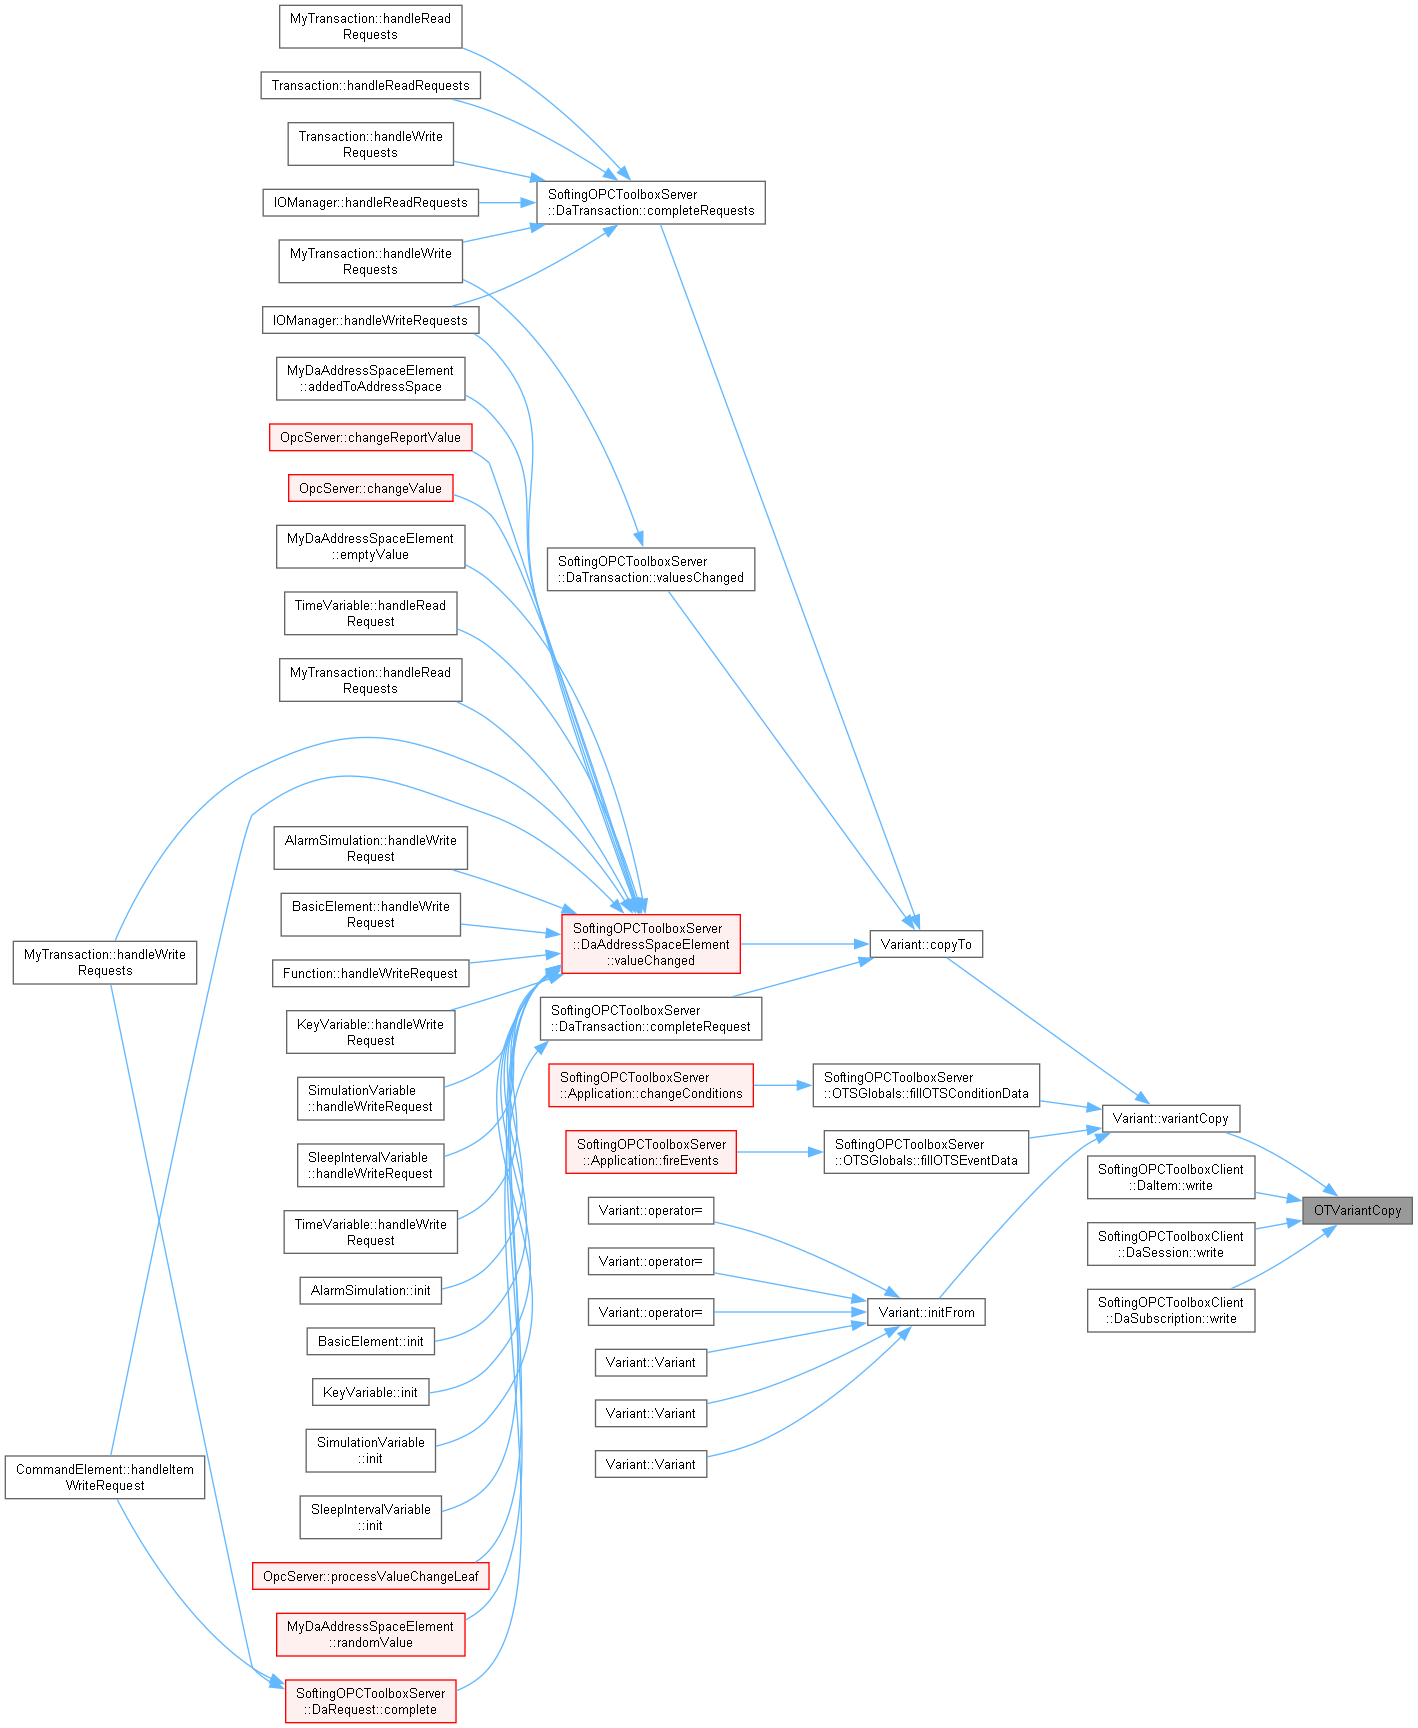 MyTransaction::handleRead
Requests
Transaction::handleReadRequests
Transaction::handleWrite
Requests
IOManager::handleReadRequests
MyTransaction::handleWrite
Requests
IOManager::handleWriteRequests
MyDaAddressSpaceElement
::addedToAddressSpace
OpcServer::changeReportValue
OpcServer::changeValue
MyDaAddressSpaceElement
::emptyValue
TimeVariable::handleRead
Request
MyTransaction::handleRead
Requests
AlarmSimulation::handleWrite
Request
BasicElement::handleWrite
Request
Function::handleWriteRequest
KeyVariable::handleWrite
Request
SimulationVariable
::handleWriteRequest
SleepIntervalVariable
::handleWriteRequest
TimeVariable::handleWrite
Request
AlarmSimulation::init
BasicElement::init
KeyVariable::init
SimulationVariable
::init
SleepIntervalVariable
::init
OpcServer::processValueChangeLeaf
MyDaAddressSpaceElement
::randomValue
SoftingOPCToolboxServer
::DaRequest::complete
MyTransaction::handleWrite
Requests
CommandElement::handleItem
WriteRequest
SoftingOPCToolboxServer
::DaTransaction::completeRequests
SoftingOPCToolboxServer
::DaTransaction::valuesChanged
SoftingOPCToolboxServer
::DaAddressSpaceElement
::valueChanged
SoftingOPCToolboxServer
::DaTransaction::completeRequest
SoftingOPCToolboxServer
::Application::changeConditions
SoftingOPCToolboxServer
::Application::fireEvents
Variant::operator=
Variant::operator=
Variant::operator=
Variant::Variant
Variant::Variant
Variant::Variant
Variant::copyTo
SoftingOPCToolboxServer
::OTSGlobals::fillOTSConditionData
SoftingOPCToolboxServer
::OTSGlobals::fillOTSEventData
Variant::initFrom
Variant::variantCopy
SoftingOPCToolboxClient
::DaItem::write
SoftingOPCToolboxClient
::DaSession::write
SoftingOPCToolboxClient
::DaSubscription::write
OTVariantCopy